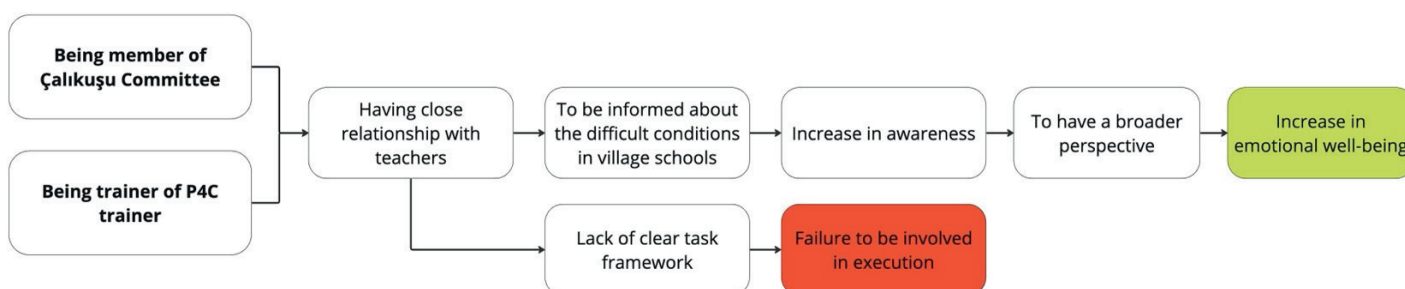 Being member of
Çalıkuşu Committee
Being trainer of P4C
trainer
Having close
relationship with
teachers
To be informed about
the difficult conditions
in village schools
Increase in awareness
To have a broader
perspective
Increase in
emotional well-being
Lack of clear task
framework
Failure to be involved
in execution